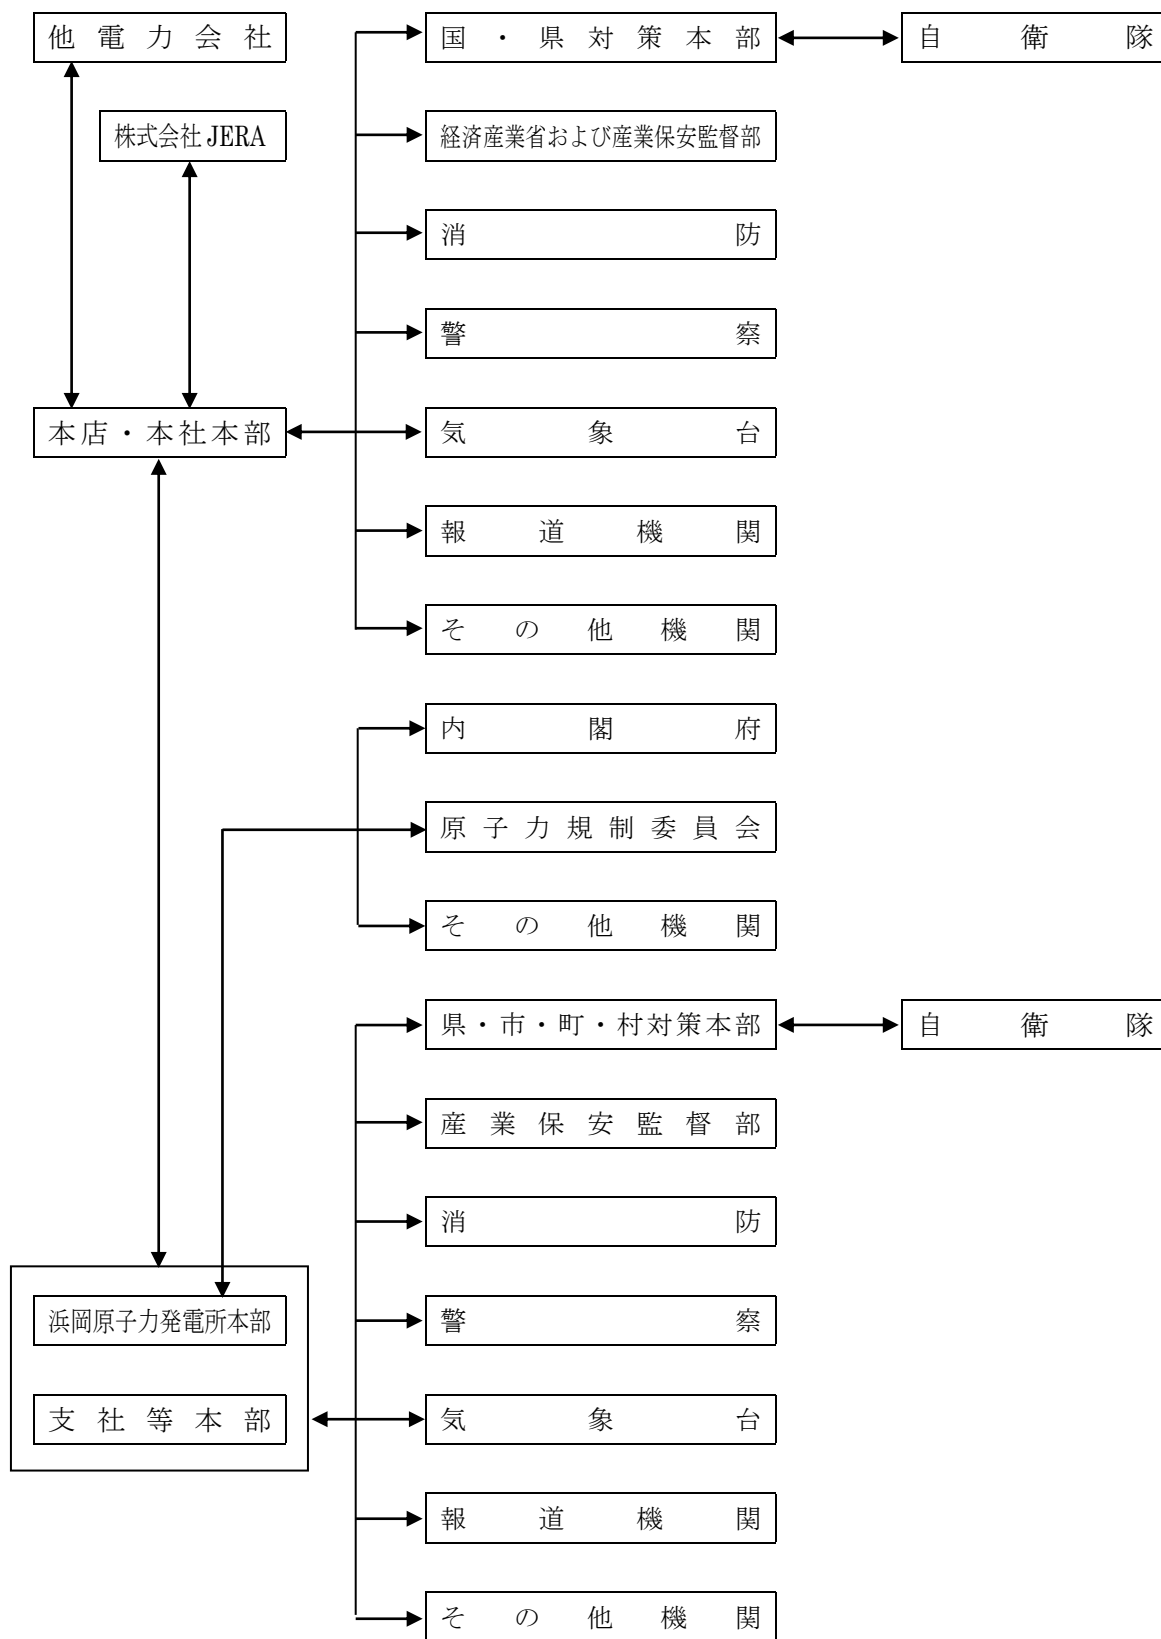 他電力会社
国・県対策本部
自衛隊
株式会社JERA
経済産業省および産業保安監督部
消防
警察
本店・本社本部
気象台
報道機関
その他機関
内閣府
原子力規制委員会
その他機関
県・市・町・村対策本部
自衛隊
産業保安監督部
消防
浜岡原子力発電所本部
警察
支社等本部
気象台
報道機関
その他機関